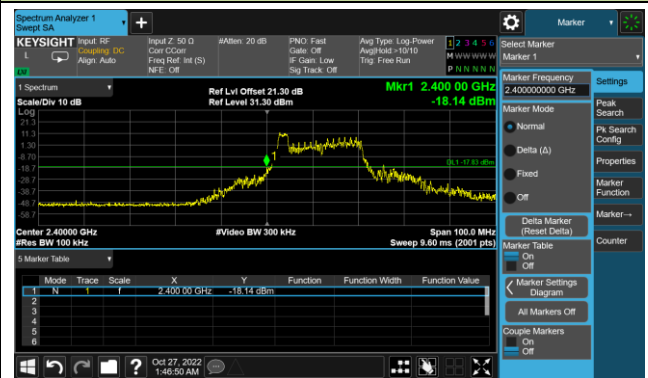 Spectrum Analyzer 1
Swept SA
Marker
KEYSIGHT
Input: RF
Coupling: DC
Align: Auto
Input Z: 50 Ω
Corr CCorr
Freq Ref: Int (S)
NFE: Off
#Atten: 20 dB
PNO: Fast
Gate: Off
IF Gain: Low
Sig Track: Off
Avg Type: Log-Power
Avg|Hold:>10/10
Trig: Free Run
1 2 3 4 5 6
M W W W W W
P N N N N N
L
LXI
Select Marker
Marker 1
1 Spectrum
Scale/Div 10 dB
Log
Ref Lvl Offset 21.30 dB
Ref Level 31.30 dBm
Mkr1 2.400 00 GHz
-18.14 dBm
21.3
11.3
1.30
-8.70
-18.7
-28.7
-38.7
-48.7
-58.7
1
DL1 -17.83 dBm
Center 2.40000 GHz
#Res BW 100 kHz
#Video BW 300 kHz
Span 100.0 MHz
Sweep 9.60 ms (2001 pts)
5 Marker Table
Mode Trace Scale X Y Function Function Width Function Value
1 N 1 f 2.400 00 GHz -18.14 dBm
2
3
4
5
6
Marker Frequency
2.400000000 GHz
Marker Mode
Normal
Delta (Δ)
Fixed
Off
Delta Marker
(Reset Delta)
Marker Table
On
Off
Marker Settings
Diagram
All Markers Off
Couple Markers
On
Off
Settings
Peak
Search
Pk Search
Config
Properties
Marker
Function
Marker→
Counter
?
Oct 27, 2022
1:46:50 AM